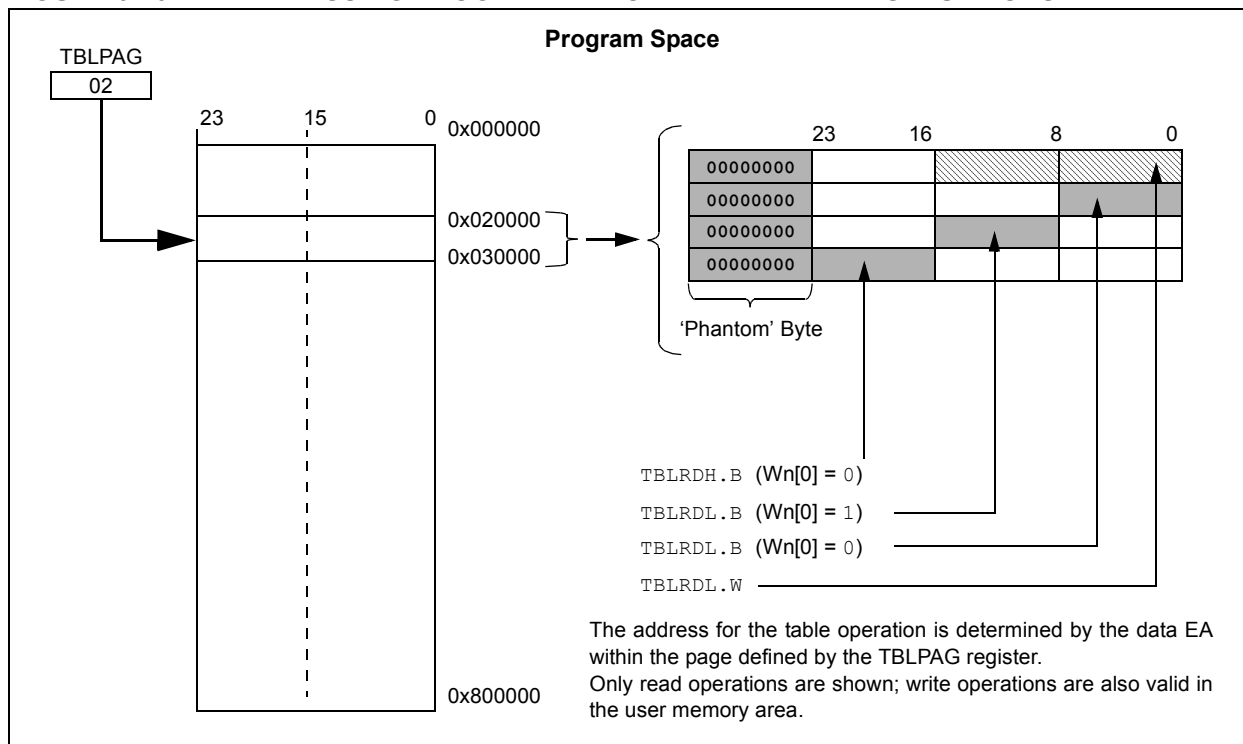 Program Space
TBLPAG
02
23 15 0
0x000000
0x020000
0x030000
0x800000
23 16 8 0
00000000
00000000
00000000
00000000
‘Phantom’ Byte
TBLRDH.B (Wn[0] = 0)
TBLRDL.B (Wn[0] = 1)
TBLRDL.B (Wn[0] = 0)
TBLRDL.W
The address for the table operation is determined by the data EA
within the page defined by the TBLPAG register.
Only read operations are shown; write operations are also valid in
the user memory area.